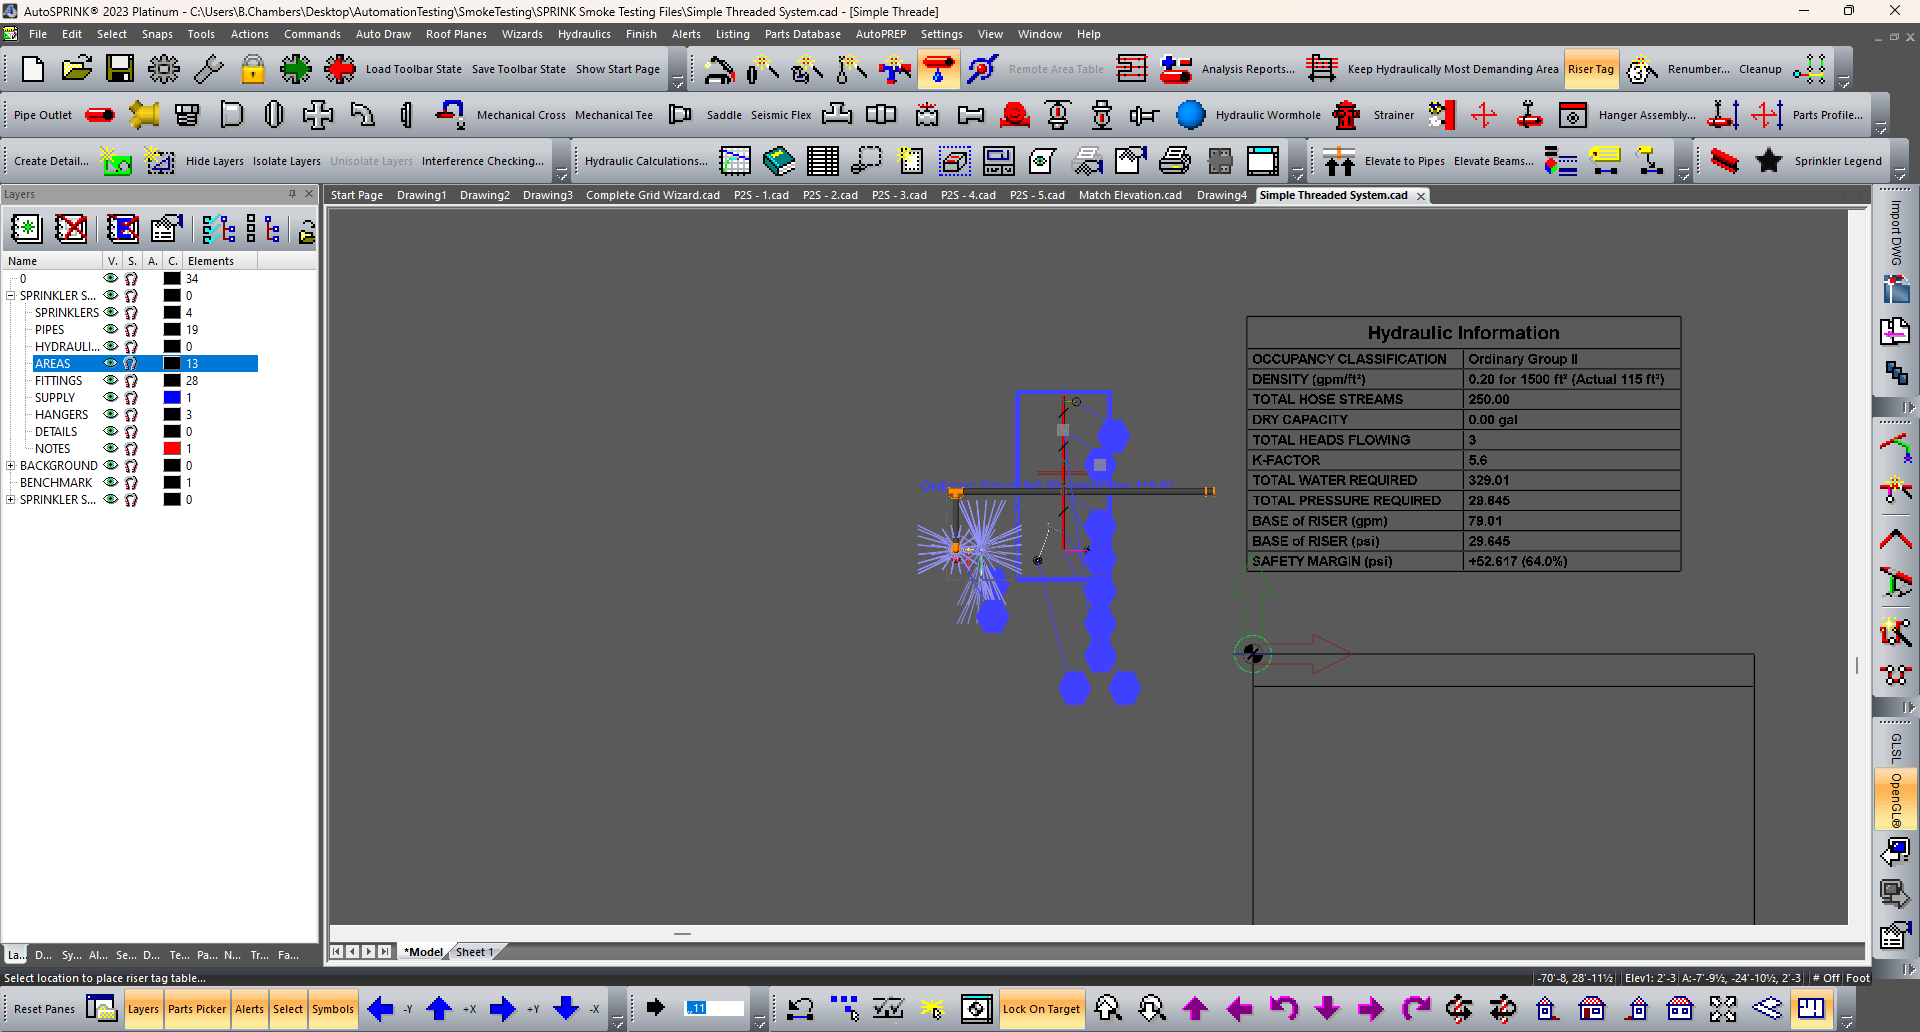 AutoSPRINK® 2023 Platinum - C:\Users\B.Chambers\Desktop\AutomationTesting\SmokeTesting\SPRINK Smoke Testing Files\Simple Threaded System.cad - [Simple Threade]
File Edit Select Snaps Tools Actions Commands Auto Draw Roof Planes Wizards Hydraulics Finish Alerts Listing Parts Database AutoPREP Settings View Window Help
Load Toolbar State Save Toolbar State Show Start Page Remote Area Table Analysis Reports... Keep Hydraulically Most Demanding Area Riser Tag Renumber... Cleanup
Pipe Outlet Mechanical Cross Mechanical Tee Saddle Seismic Flex Hydraulic Wormhole Strainer Hanger Assembly... Parts Profile...
Create Detail... Hide Layers Isolate Layers Unisolate Layers Interference Checking... Hydraulic Calculations... Elevate to Pipes Elevate Beams... Sprinkler Legend
Layers
Start Page Drawing1 Drawing2 Drawing3 Complete Grid Wizard.cad P2S - 1.cad P2S - 2.cad P2S - 3.cad P2S - 4.cad P2S - 5.cad Match Elevation.cad Drawing4 Simple Threaded System.cad
Name V. S. A. C. Elements
0 34
SPRINKLER S... 0
SPRINKLERS 4
PIPES 19
HYDRAULI... 0
AREAS 13
FITTINGS 28
SUPPLY 1
HANGERS 3
DETAILS 0
NOTES 1
BACKGROUND 0
BENCHMARK 1
SPRINKLER S... 0
Hydraulic Information
OCCUPANCY CLASSIFICATION Ordinary Group II
DENSITY (gpm/ft²) 0.20 for 1500 ft² (Actual 115 ft²)
TOTAL HOSE STREAMS 250.00
DRY CAPACITY 0.00 gal
TOTAL HEADS FLOWING 3
K-FACTOR 5.6
TOTAL WATER REQUIRED 329.01
TOTAL PRESSURE REQUIRED 29.645
BASE of RISER (gpm) 79.01
BASE of RISER (psi) 29.645
SAFETY MARGIN (psi) +52.617 (64.0%)
Import DWG
GLSL
OpenGL®
La... D... Sy... Al... Se... D... Te... Pa... N... Tr... Fa...
*Model Sheet 1
Select location to place riser tag table...
-70'-8, 28'-11½ Elev1: 2'-3 A:-7'-9½, -24'-10½, 2'-3 # Off Foot
Reset Panes Layers Parts Picker Alerts Select Symbols -Y +X +Y -X ,,11 Lock On Target